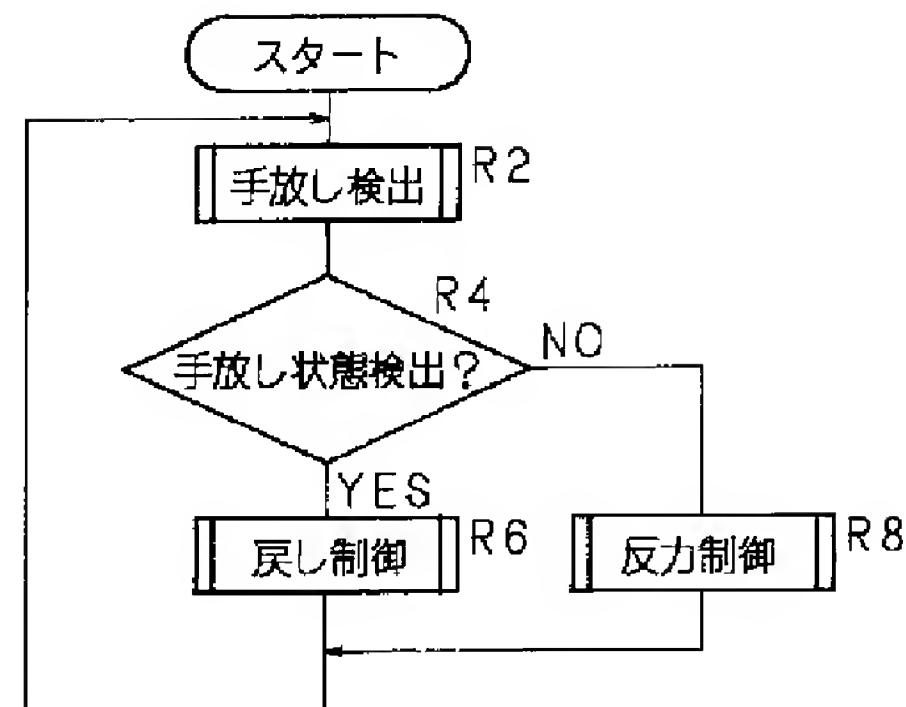 スタート
手放し検出
R2
R4
手放し状態検出?
NO
YES
戻し制御
R6
反力制御
R8